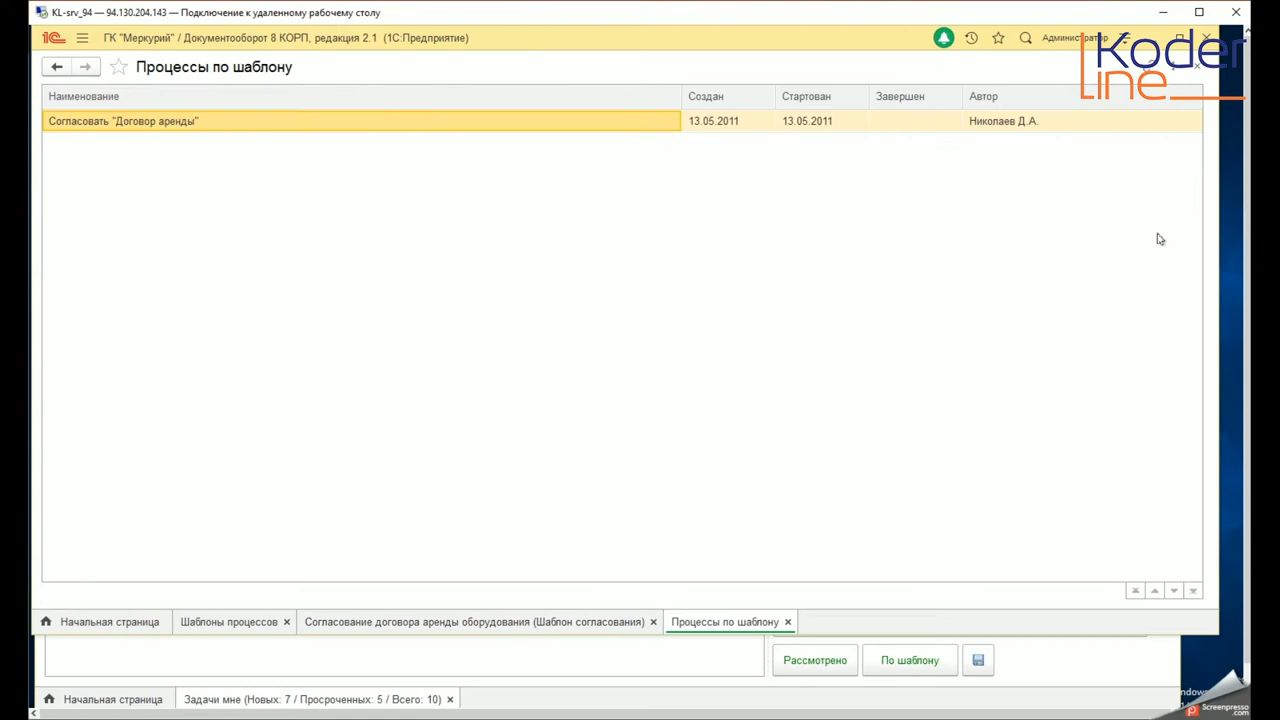 KL-srv_94 — 94.130.204.143 — Подключение к удаленному рабочему столу
ГК "Меркурий" / Документооборот 8 КОРП, редакция 2.1 (1С:Предприятие)
Администратор
Koder
line
Процессы по шаблону
Наименование Создан Стартован Завершен Автор
Согласовать "Договор аренды" 13.05.2011 13.05.2011 Николаев Д.А.
Начальная страница Шаблоны процессов Согласование договора аренды оборудования (Шаблон согласования) Процессы по шаблону
Рассмотрено По шаблону
Начальная страница Задачи мне (Новых: 7 / Просроченных: 5 / Всего: 10)
Screenpresso
.com